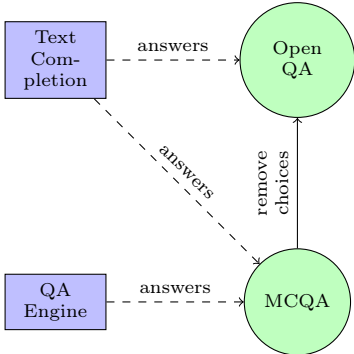 Text
Com-
pletion
answers
Open
QA
answers
remove
choices
QA
Engine
answers
MCQA